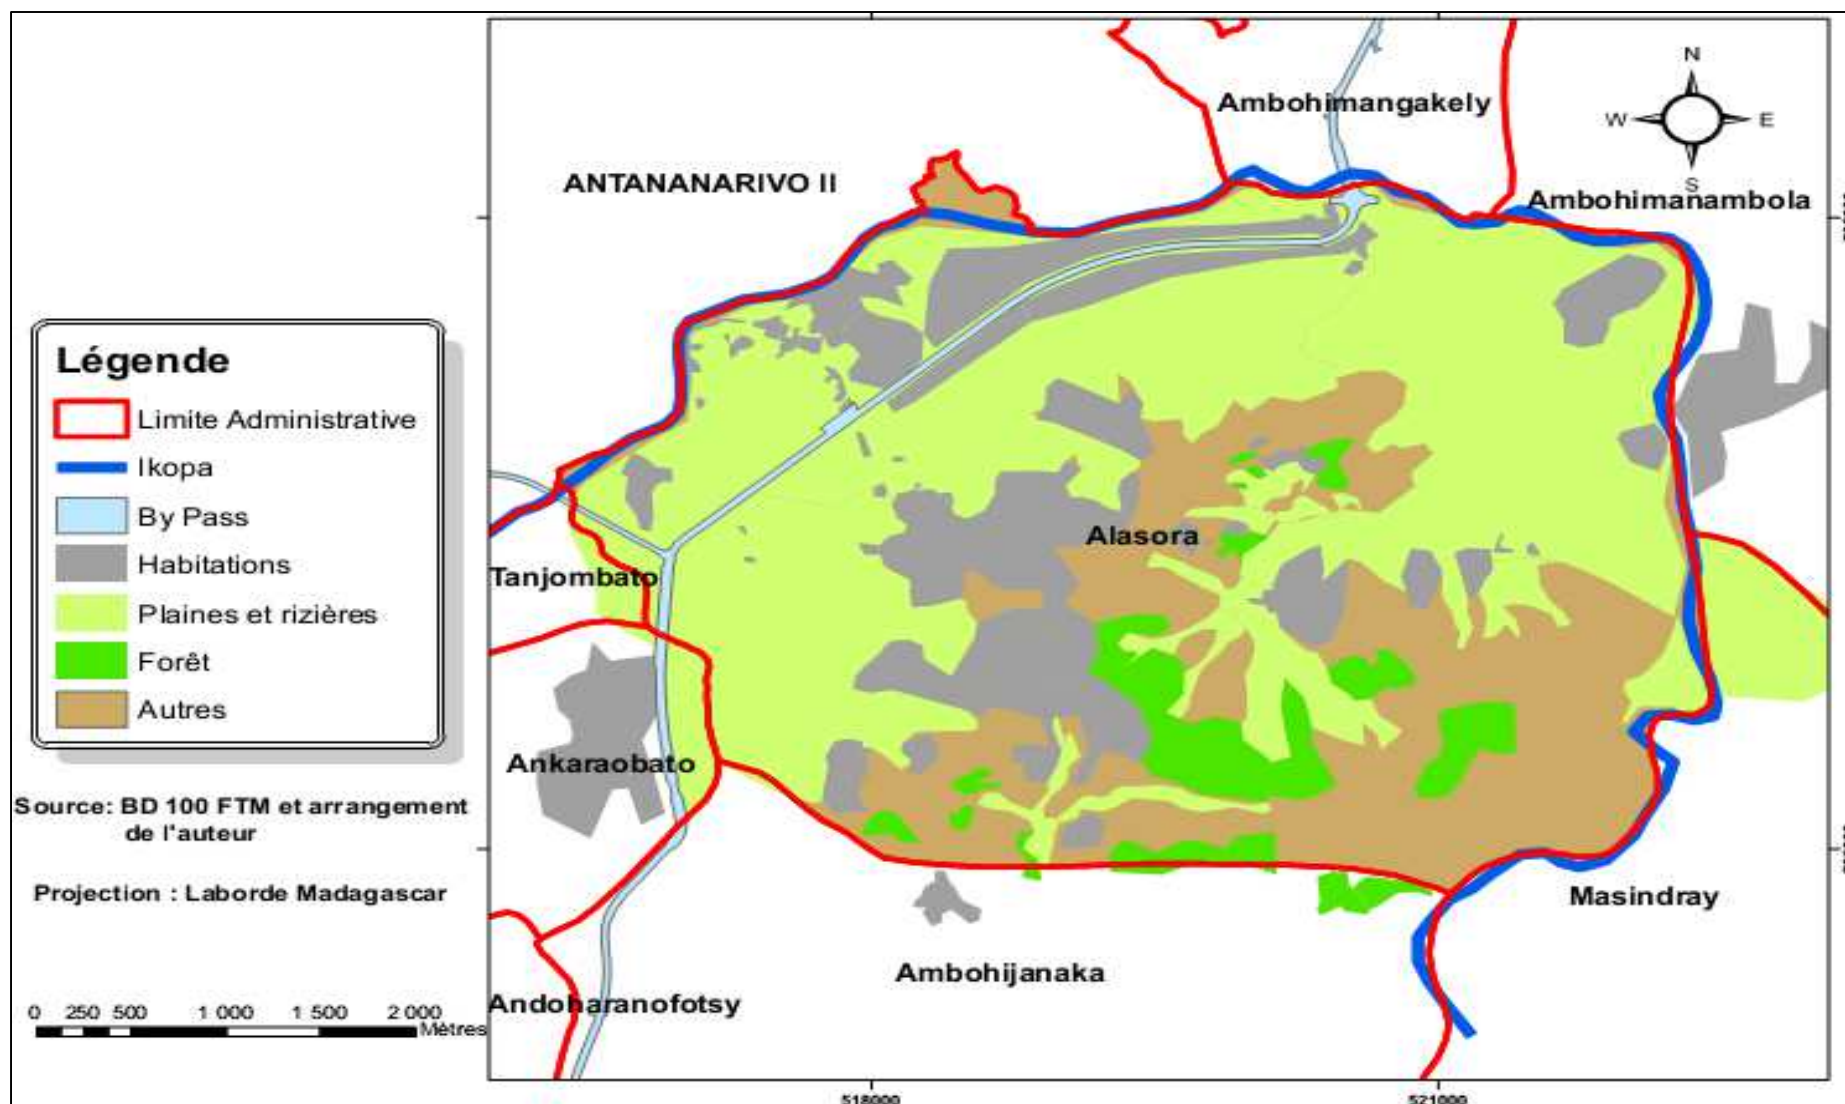 Ambohimangakely
N
W
E
S
ANTANANARIVO II
Ambohimanambola
Légende
Limite Administrative
Ikopa
By Pass
Habitations
Plaines et rizières
Forêt
Autres
Alasora
Tanjombato
Ankaraobato
Source: BD 100 FTM et arrangement
de l'auteur
Projection : Laborde Madagascar
Masindray
Ambohijanaka
Andoharanofotsy
0 250 500 1 000 1 500 2 000
Mètres
518000
521000